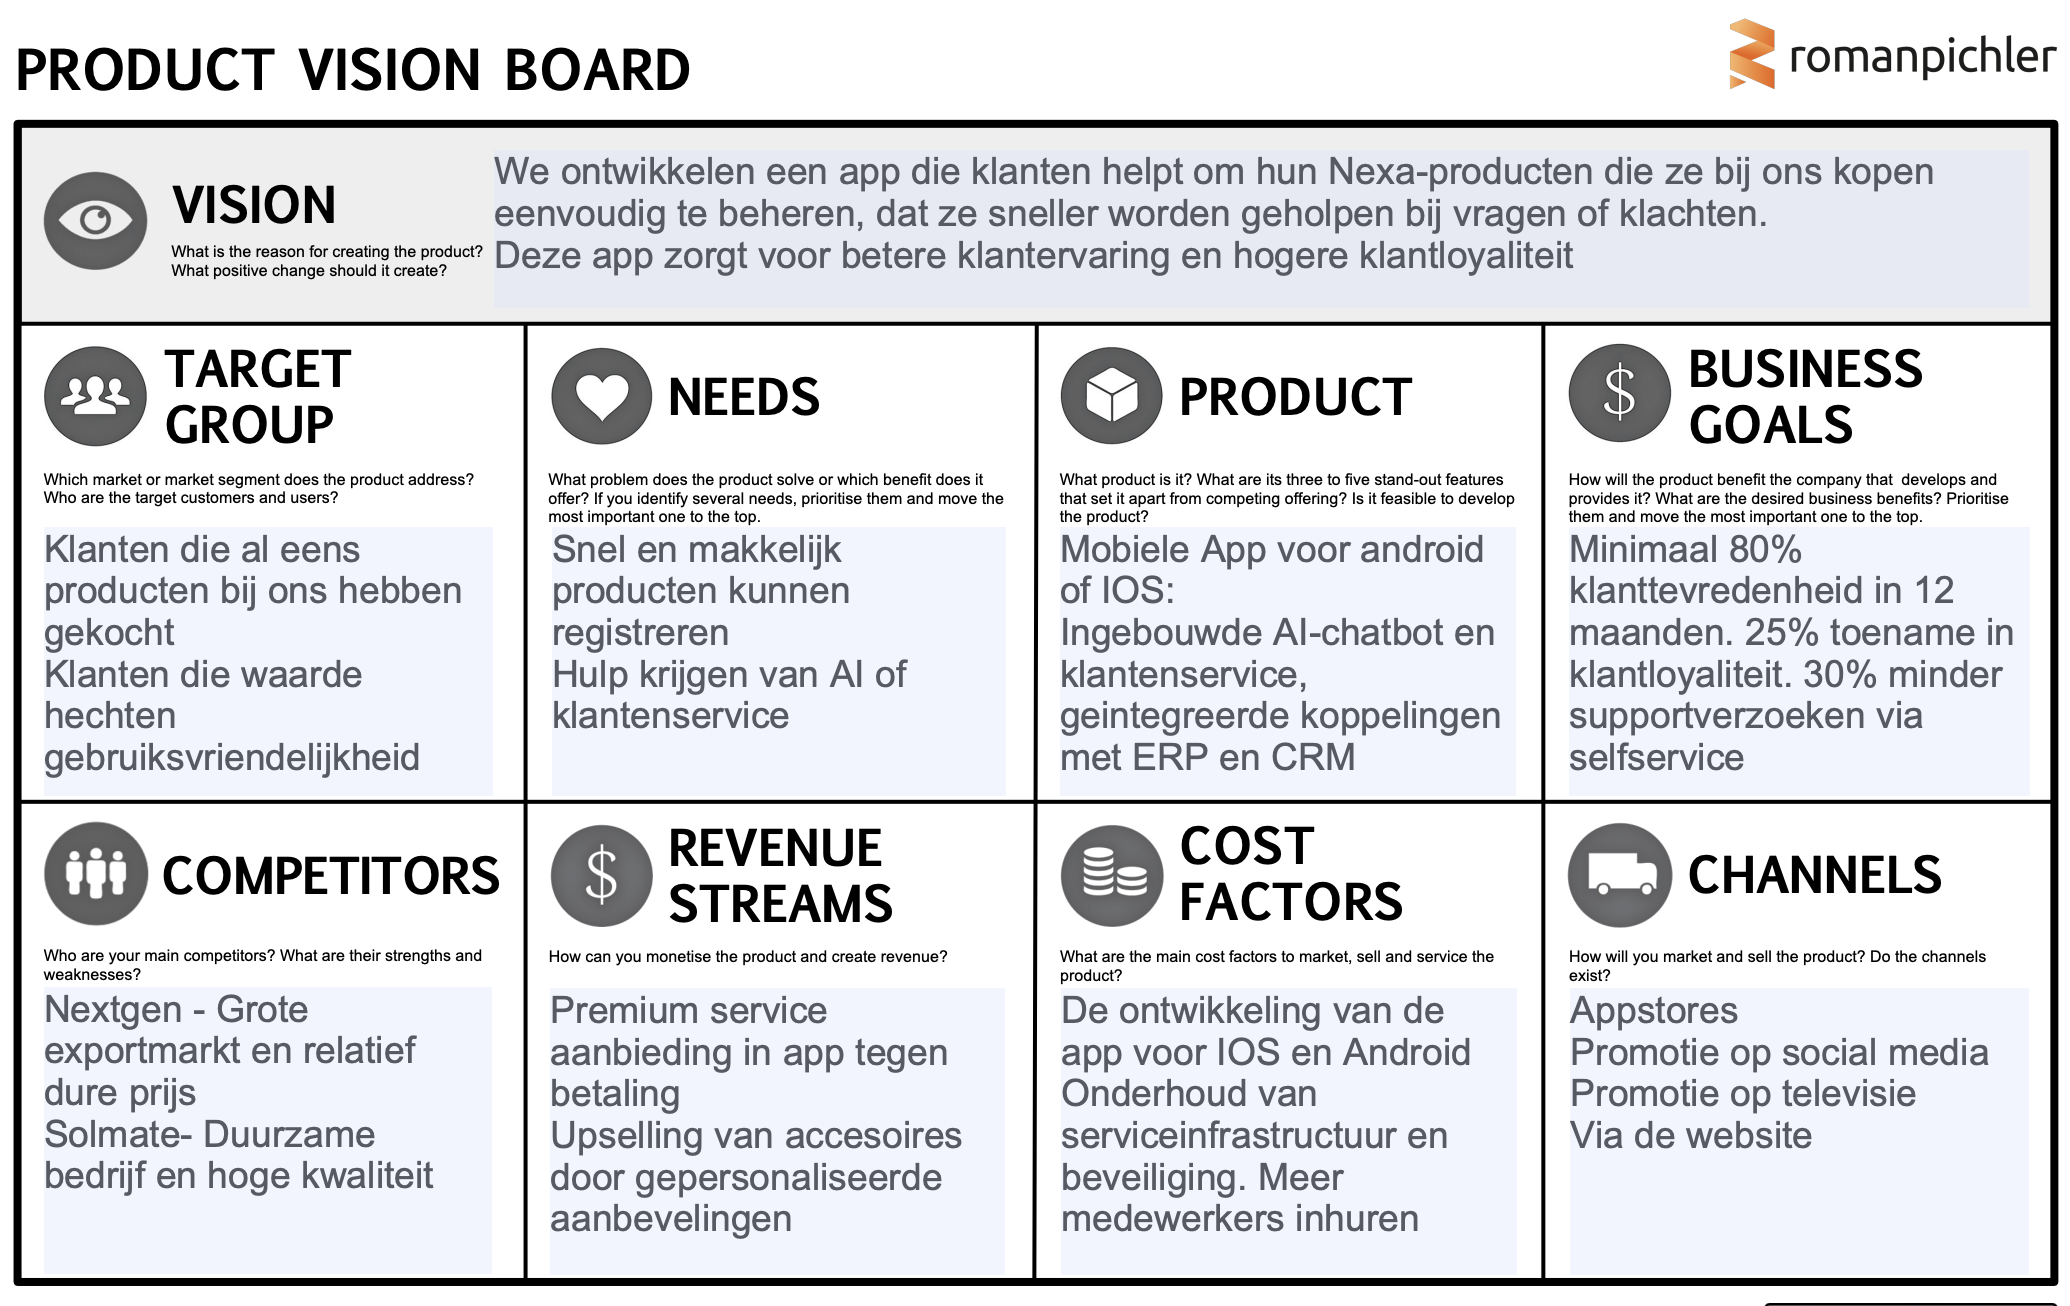 PRODUCT VISION BOARD
romanpichler
VISION
What is the reason for creating the product?
What positive change should it create?
We ontwikkelen een app die klanten helpt om hun Nexa-producten die ze bij ons kopen
eenvoudig te beheren, dat ze sneller worden geholpen bij vragen of klachten.
Deze app zorgt voor betere klantervaring en hogere klantloyaliteit
TARGET
GROUP
Which market or market segment does the product address?
Who are the target customers and users?
Klanten die al eens
producten bij ons hebben
gekocht
Klanten die waarde
hechten
gebruiksvriendelijkheid
NEEDS
What problem does the product solve or which benefit does it
offer? If you identify several needs, prioritise them and move the
most important one to the top.
Snel en makkelijk
producten kunnen
registreren
Hulp krijgen van AI of
klantenservice
PRODUCT
What product is it? What are its three to five stand-out features
that set it apart from competing offering? Is it feasible to develop
the product?
Mobiele App voor android
of IOS:
Ingebouwde AI-chatbot en
klantenservice,
geintegreerde koppelingen
met ERP en CRM
$
BUSINESS
GOALS
How will the product benefit the company that  develops and
provides it? What are the desired business benefits? Prioritise
them and move the most important one to the top.
Minimaal 80%
klanttevredenheid in 12
maanden. 25% toename in
klantloyaliteit. 30% minder
supportverzoeken via
selfservice
COMPETITORS
Who are your main competitors? What are their strengths and
weaknesses?
Nextgen - Grote
exportmarkt en relatief
dure prijs
Solmate- Duurzame
bedrijf en hoge kwaliteit
$
REVENUE
STREAMS
How can you monetise the product and create revenue?
Premium service
aanbieding in app tegen
betaling
Upselling van accesoires
door gepersonaliseerde
aanbevelingen
COST
FACTORS
What are the main cost factors to market, sell and service the
product?
De ontwikkeling van de
app voor IOS en Android
Onderhoud van
serviceinfrastructuur en
beveiliging. Meer
medewerkers inhuren
CHANNELS
How will you market and sell the product? Do the channels
exist?
Appstores
Promotie op social media
Promotie op televisie
Via de website